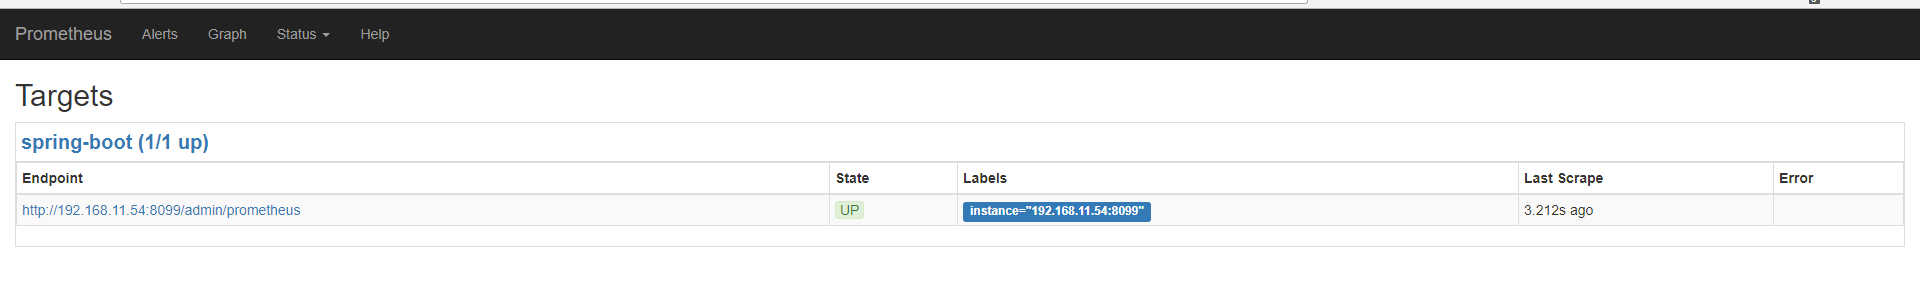 Prometheus Alerts Graph Status Help
Targets
spring-boot (1/1 up)
Endpoint State Labels Last Scrape Error
http://192.168.11.54:8099/admin/prometheus UP instance="192.168.11.54:8099" 3.212s ago